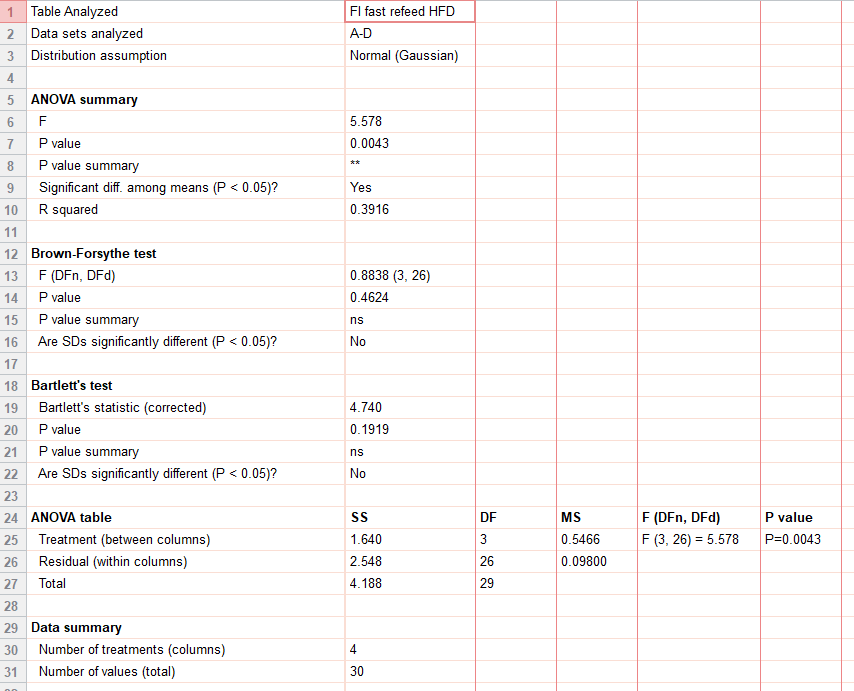 1 Table Analyzed FI fast refeed HFD
2 Data sets analyzed A-D
3 Distribution assumption Normal (Gaussian)
4
5 ANOVA summary
6 F 5.578
7 P value 0.0043
8 P value summary **
9 Significant diff. among means (P < 0.05)? Yes
10 R squared 0.3916
11
12 Brown-Forsythe test
13 F (DFn, DFd) 0.8838 (3, 26)
14 P value 0.4624
15 P value summary ns
16 Are SDs significantly different (P < 0.05)? No
17
18 Bartlett's test
19 Bartlett's statistic (corrected) 4.740
20 P value 0.1919
21 P value summary ns
22 Are SDs significantly different (P < 0.05)? No
23
24 ANOVA table SS DF MS F (DFn, DFd) P value
25 Treatment (between columns) 1.640 3 0.5466 F (3, 26) = 5.578 P=0.0043
26 Residual (within columns) 2.548 26 0.09800
27 Total 4.188 29
28
29 Data summary
30 Number of treatments (columns) 4
31 Number of values (total) 30